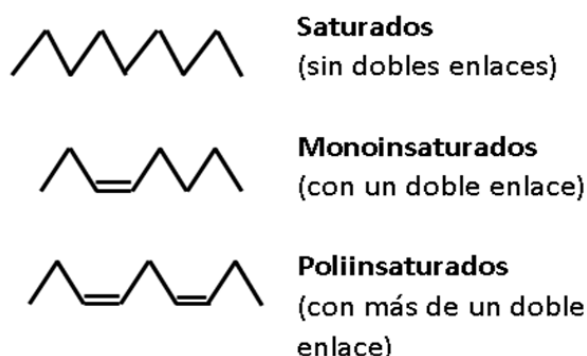 Saturados
(sin dobles enlaces)
Monoinsaturados
(con un doble enlace)
Poliinsaturados
(con más de un doble
enlace)